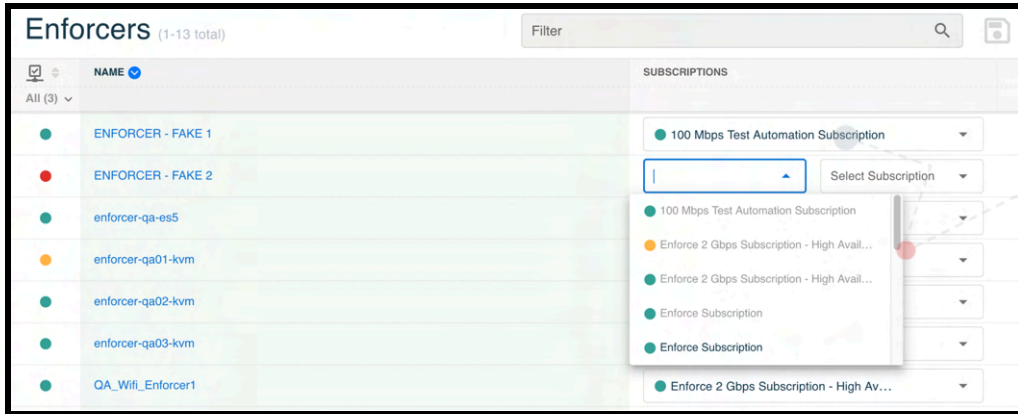 Enforcers (1-13 total)
Filter
NAME
SUBSCRIPTIONS
All (3)
ENFORCER - FAKE 1
100 Mbps Test Automation Subscription
ENFORCER - FAKE 2
Select Subscription
enforcer-qa-es5
100 Mbps Test Automation Subscription
enforcer-qa01-kvm
Enforce 2 Gbps Subscription - High Avail...
Enforce 2 Gbps Subscription - High Avail...
enforcer-qa02-kvm
Enforce Subscription
enforcer-qa03-kvm
Enforce Subscription
QA_Wifi_Enforcer1
Enforce 2 Gbps Subscription - High Av...